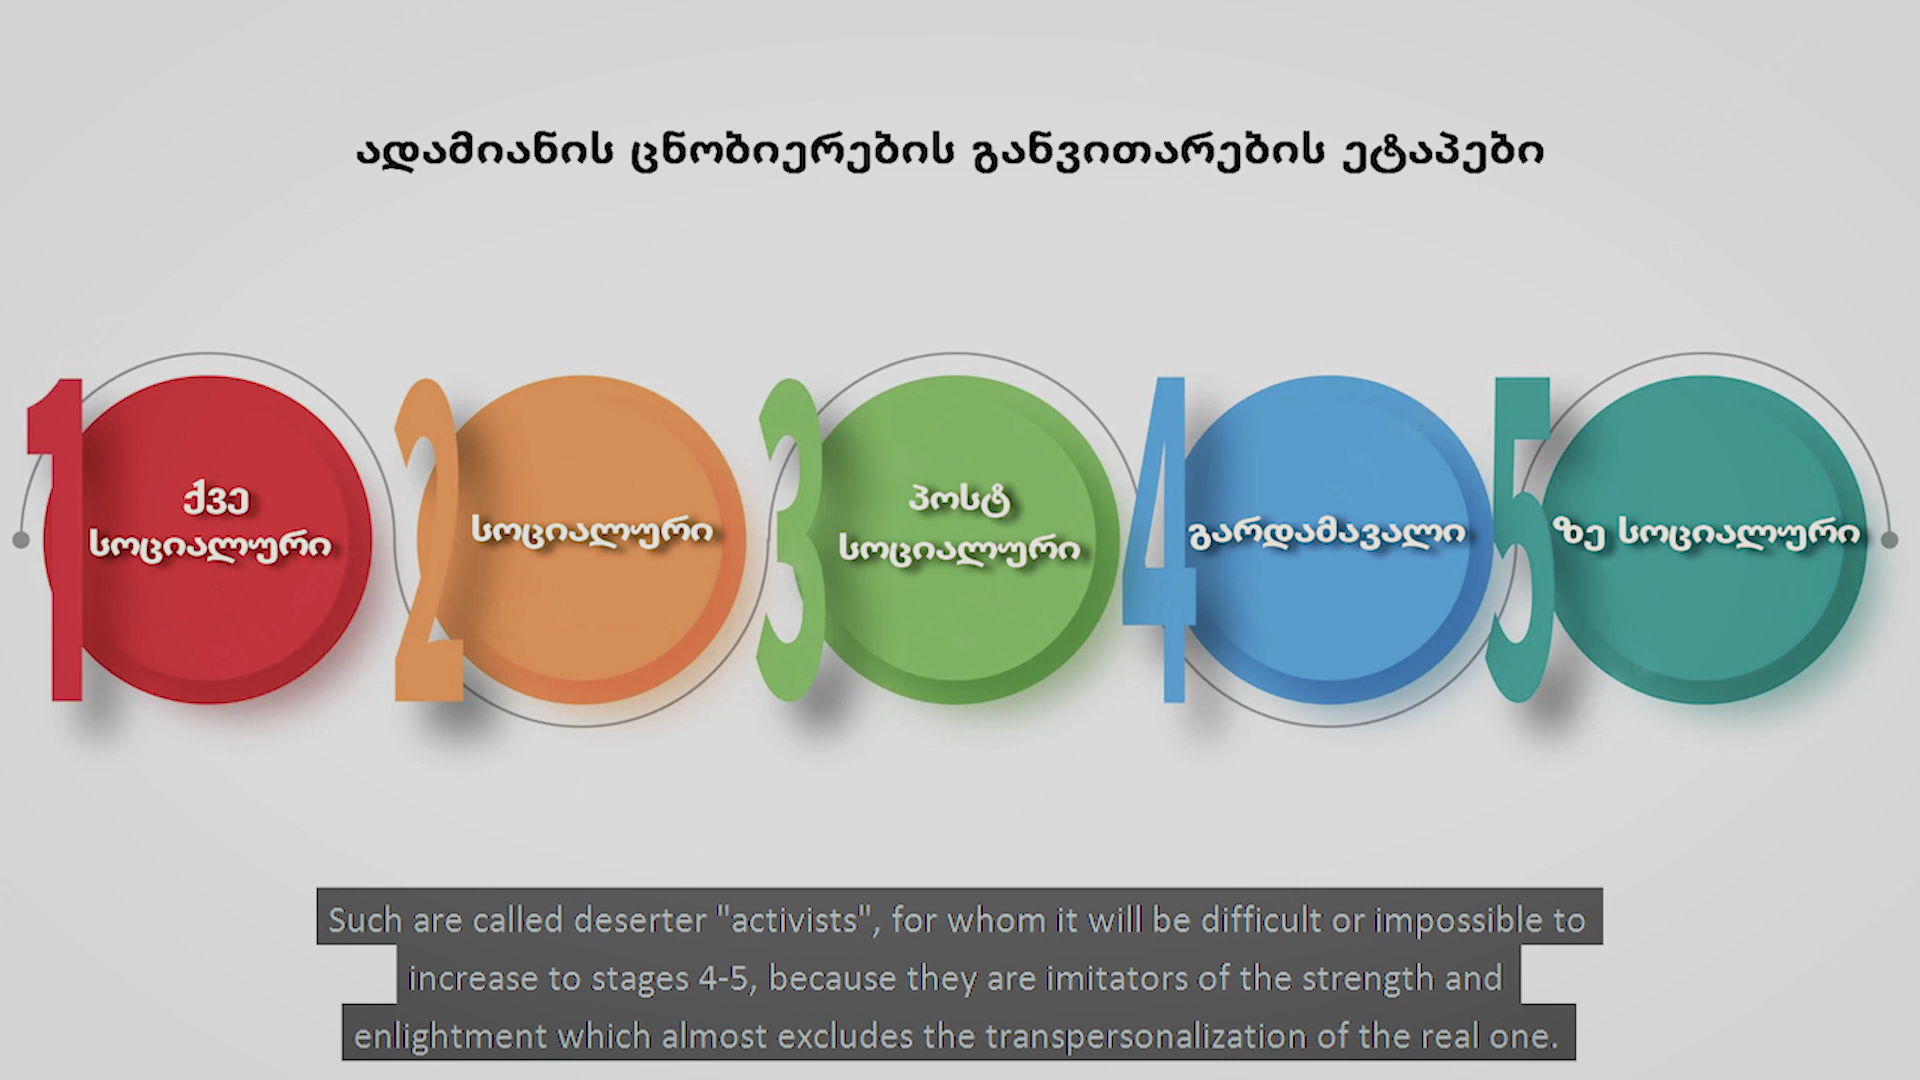 ადამიანის ცნობიერების განვითარების ეტაპები
1
ქვე
სოციალური
2
სოციალური
3
პოსტ
სოციალური
4
გარდამავალი
5
ზე სოციალური
Such are called deserter "activists", for whom it will be difficult or impossible to
increase to stages 4-5, because they are imitators of the strength and
enlightment which almost excludes the transpersonalization of the real one.